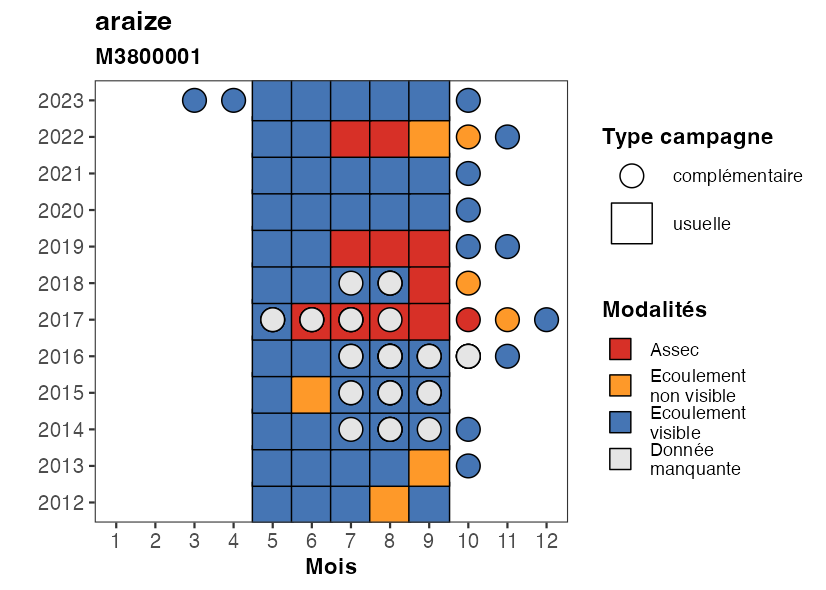 araize
M3800001
2023
2022
2021
2020
2019
2018
2017
2016
2015
2014
2013
2012
1 2 3 4 5 6 7 8 9 10 11 12
Mois
Type campagne
complémentaire
usuelle
Modalités
Assec
Ecoulement
non visible
Ecoulement
visible
Donnée
manquante